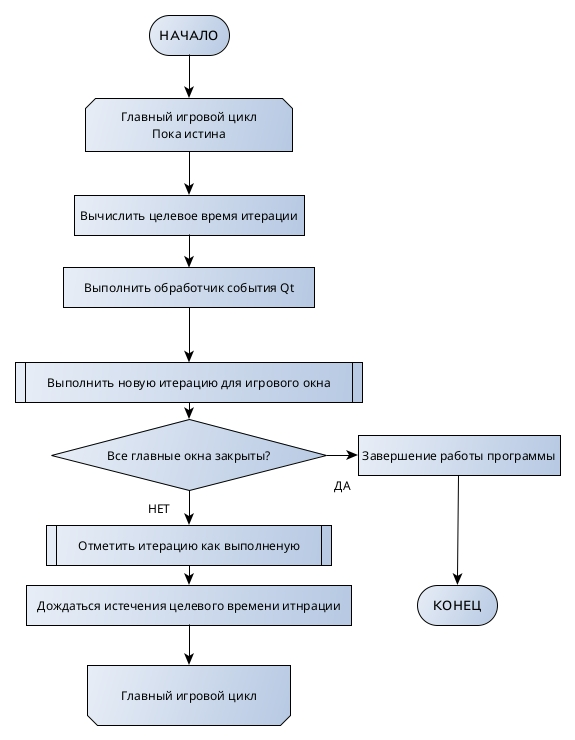 НАЧАЛО
Главный игровой цикл
Пока истина
Вычислить целевое время итерации
Выполнить обработчик события Qt
Выполнить новую итерацию для игрового окна
Все главные окна закрыты?
Завершение работы программы
ДА
НЕТ
Отметить итерацию как выполненую
Дождаться истечения целевого времени итнрации
КОНЕЦ
Главный игровой цикл